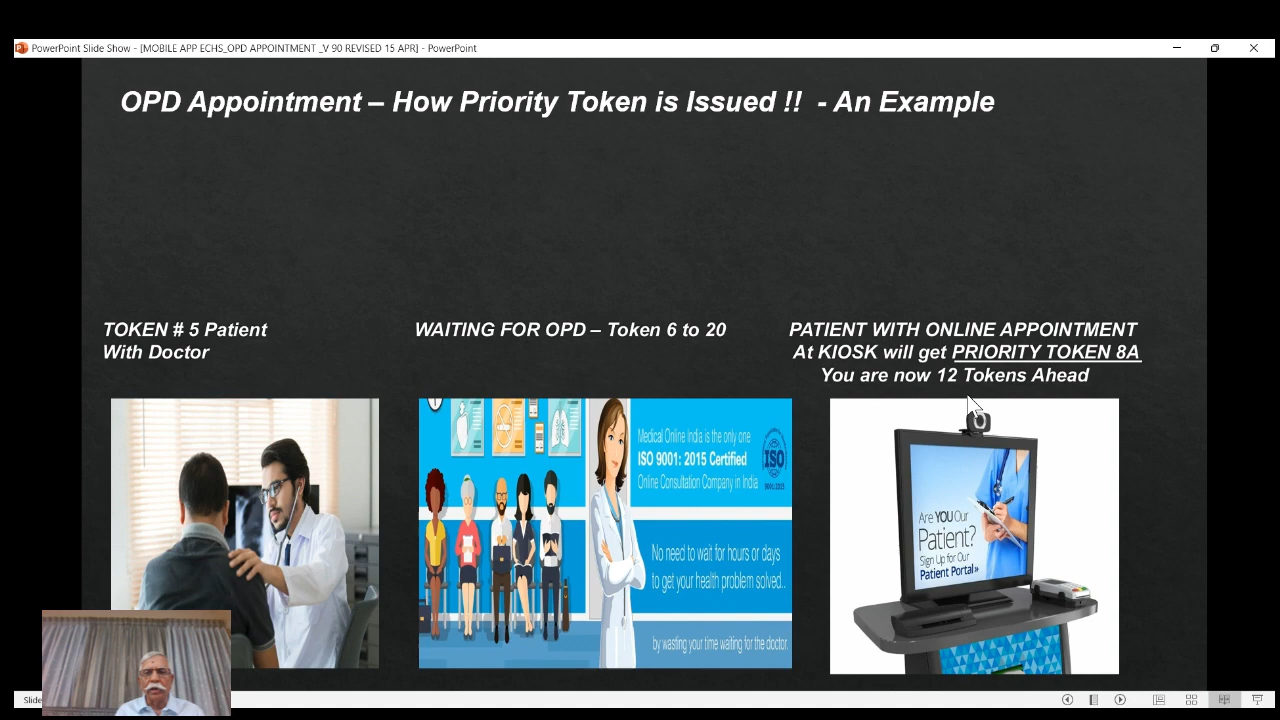 PowerPoint Slide Show - [MOBILE APP ECHS_OPD APPOINTMENT _V 90 REVISED 15 APR] - PowerPoint
OPD Appointment – How Priority Token is Issued !! - An Example
TOKEN # 5 Patient
With Doctor
WAITING FOR OPD – Token 6 to 20
PATIENT WITH ONLINE APPOINTMENT
At KIOSK will get PRIORITY TOKEN 8A
You are now 12 Tokens Ahead
Medical Online India is the only one
ISO 9001: 2015 Certified
Online Consultation Company in India
ISO
9001:2015
No need to wait for hours or days
to get your health problem solved..
by wasting your time waiting for the doctor.
Are YOU Our
Patient?
Sign Up for Our
Patient Portal»
Slide